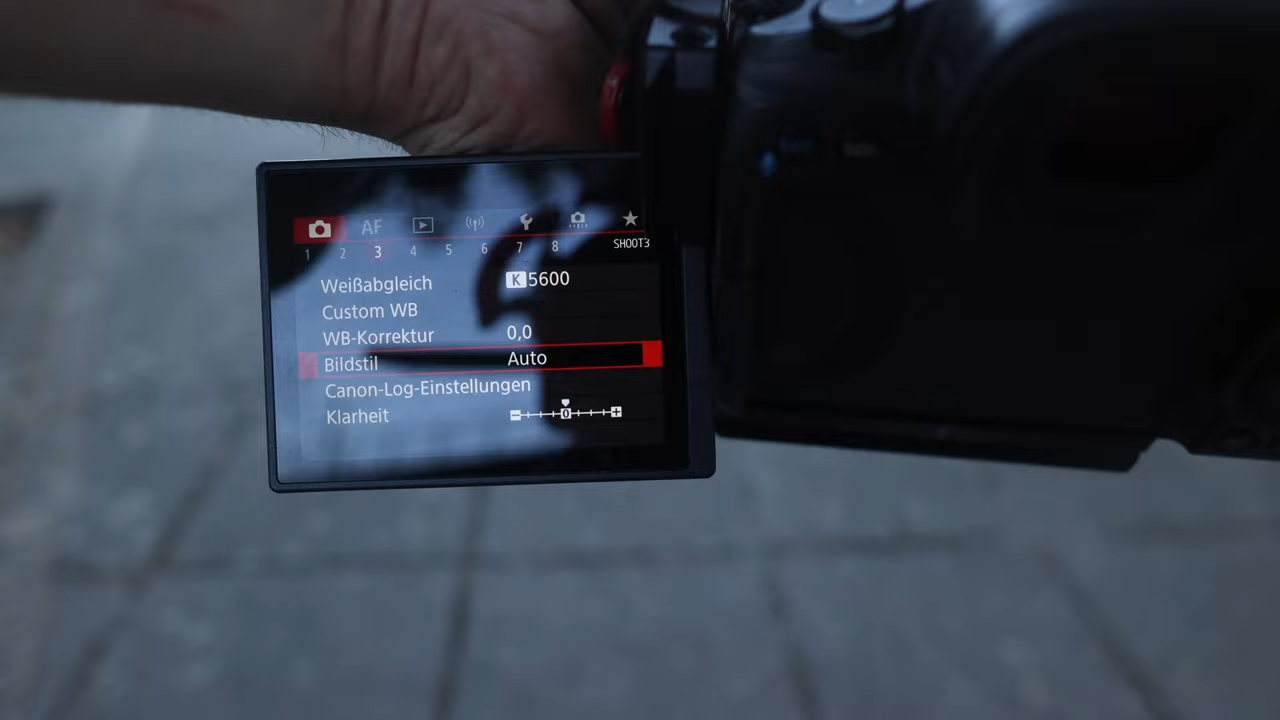 AF
1 2 3 4 5 6 7 8 SHOOT3
Weißabgleich K 5600
Custom WB
WB-Korrektur 0,0
Bildstil Auto
Canon-Log-Einstellungen
Klarheit 0